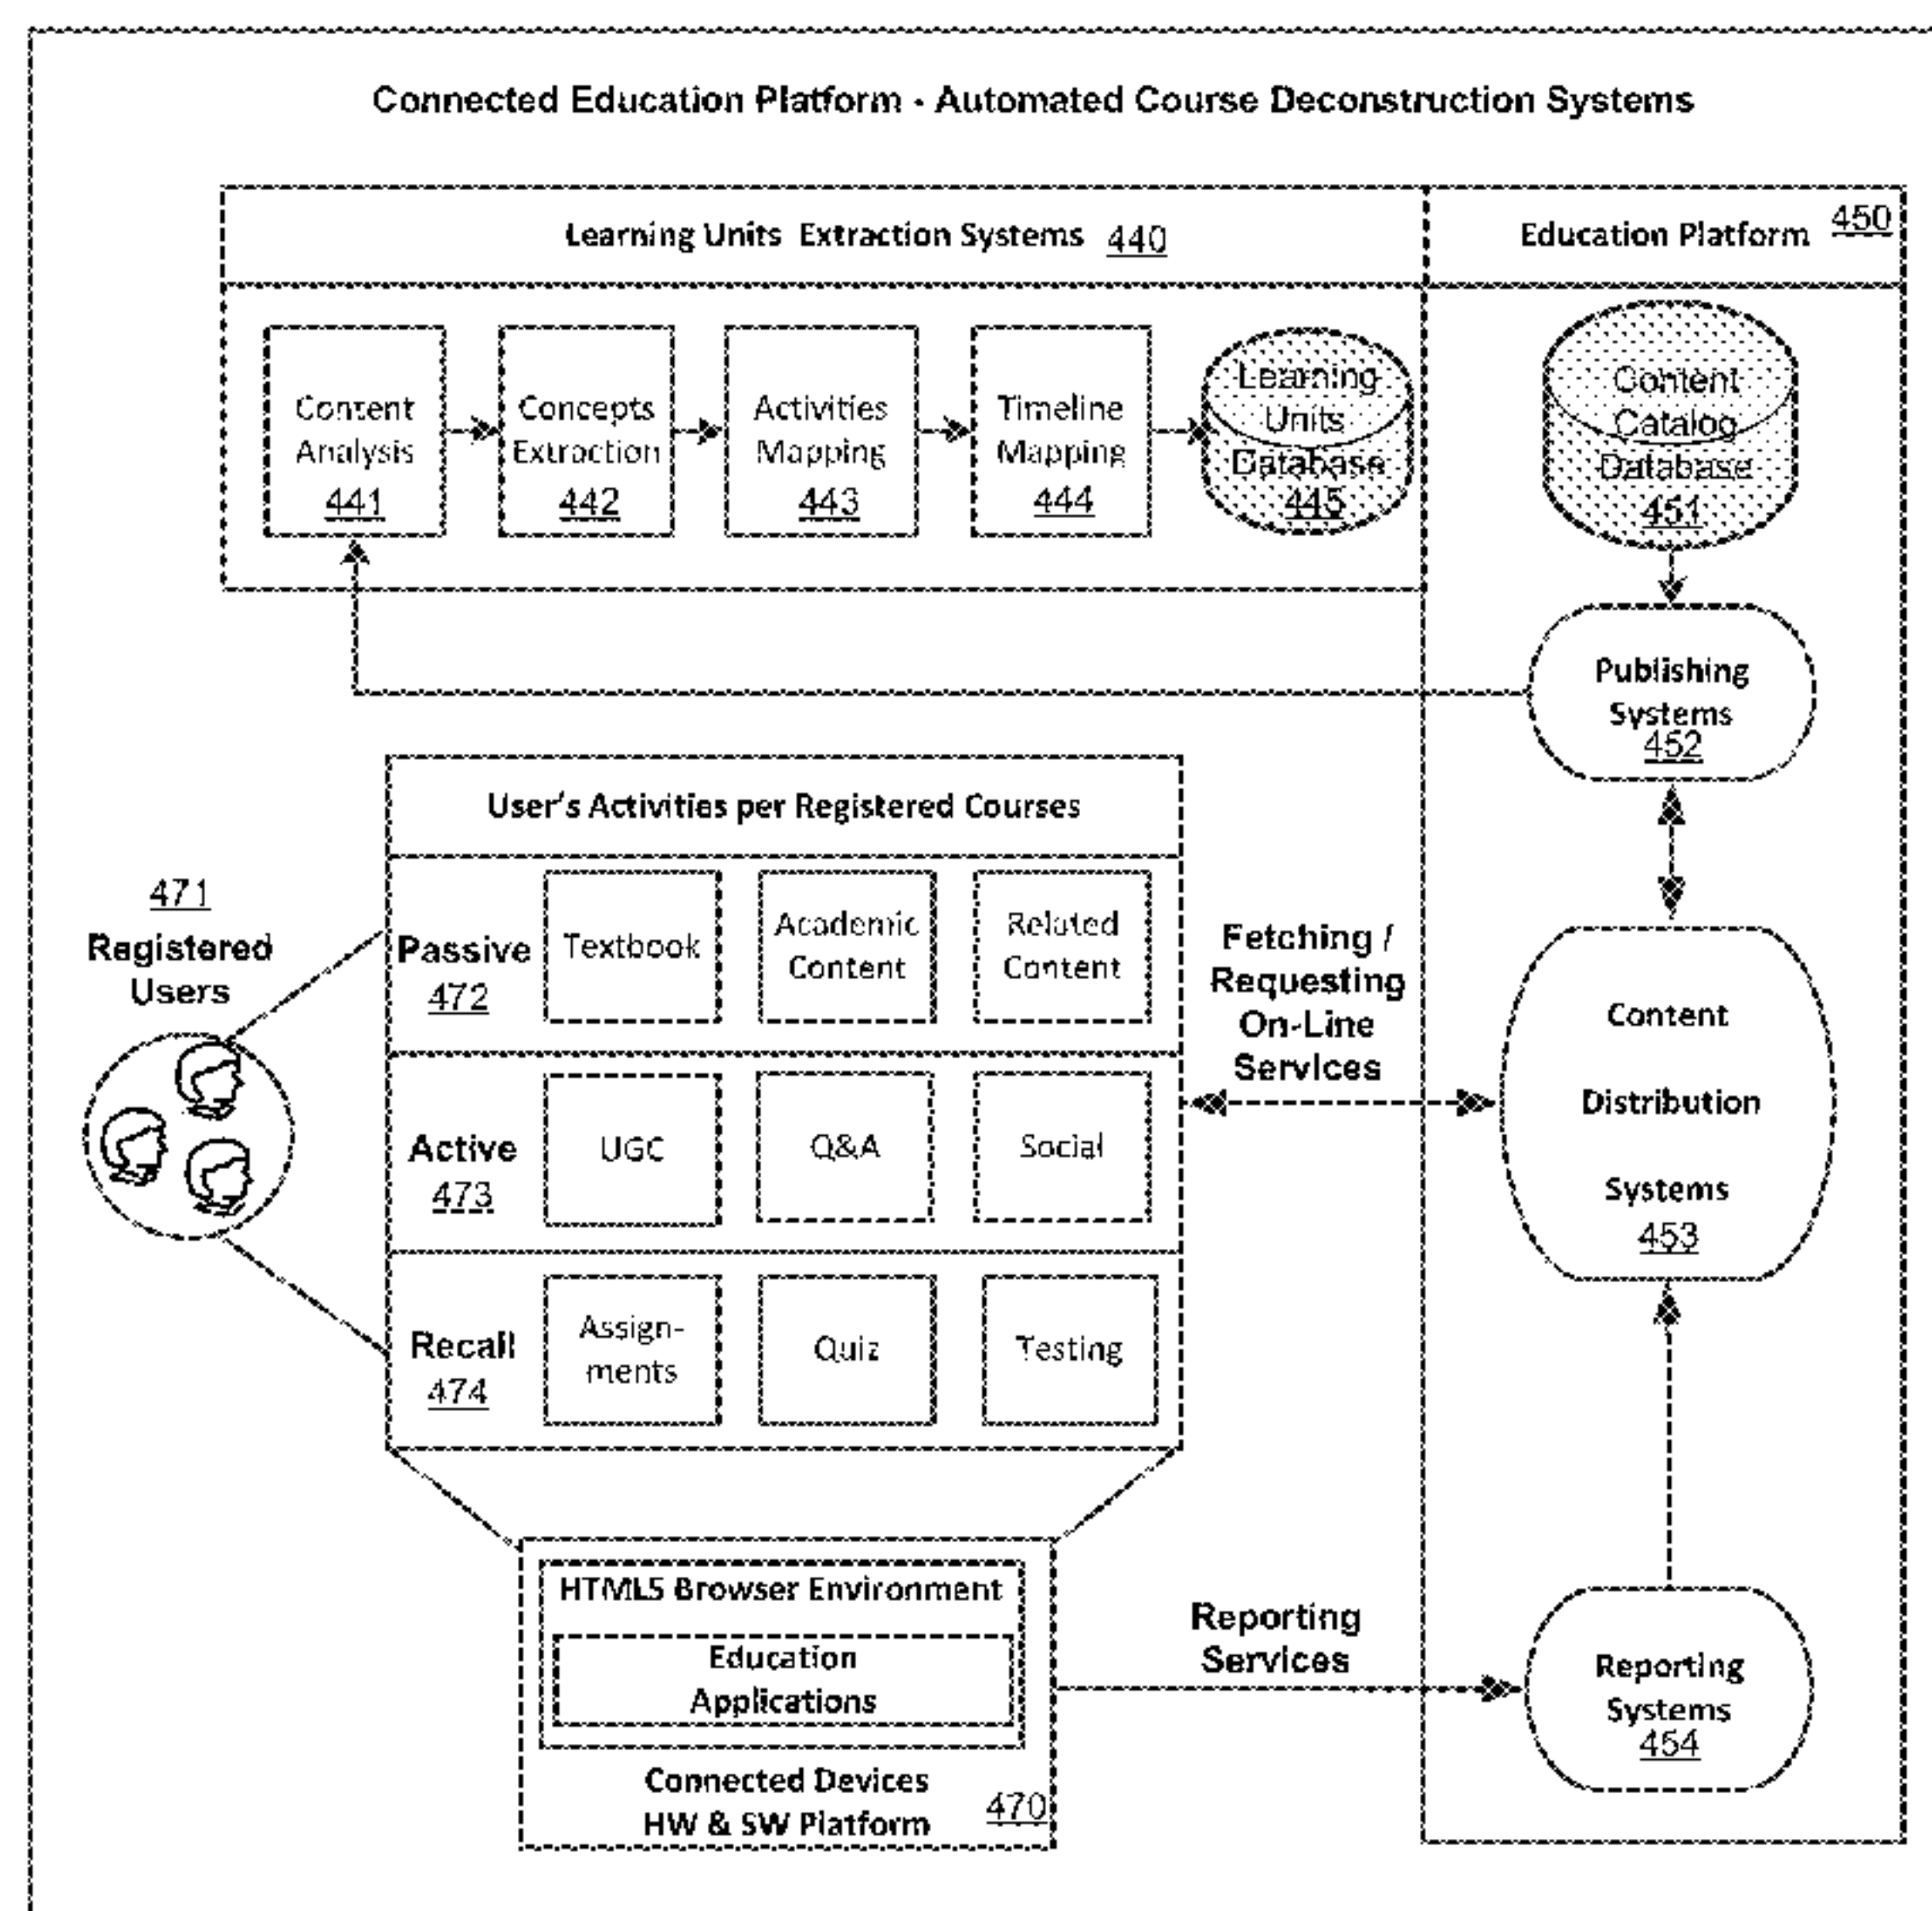 Connected Education Platform - Automated Course Deconstruction Systems
Learning Units Extraction Systems 440
Education Platform 450
Content
Analysis
441
Concepts
Extraction
442
Activities
Mapping
443
Timeline
Mapping
444
Learning
Units
Database
445
Content
Catalog
Database
451
Publishing
Systems
452
User's Activities per Registered Courses
471
Registered
Users
Passive
472
Textbook
Academic
Content
Related
Content
Active
473
UGC
Q&A
Social
Recall
474
Assign-
ments
Quiz
Testing
Fetching /
Requesting
On-Line
Services
Content
Distribution
Systems
453
HTML5 Browser Environment
Education
Applications
Connected Devices
HW & SW Platform
470
Reporting
Services
Reporting
Systems
454